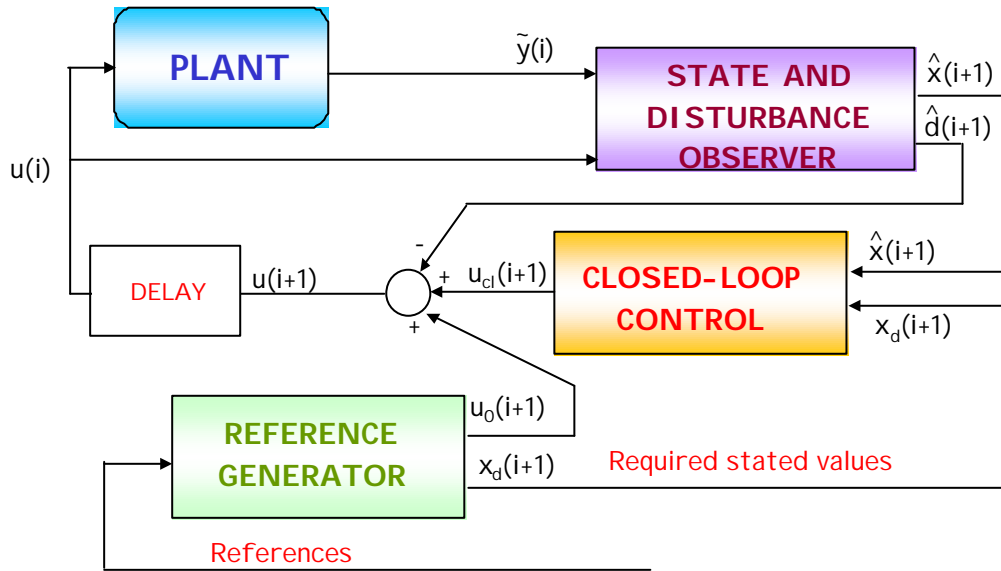 PLANT
ỹ(i)
STATE AND
DISTURBANCE
OBSERVER
x̂(i+1)
d̂(i+1)
u(i)
-
DELAY
u(i+1)
+
+
u_cl(i+1)
CLOSED-LOOP
CONTROL
x̂(i+1)
x_d(i+1)
REFERENCE
GENERATOR
u_0(i+1)
x_d(i+1)
Required stated values
References